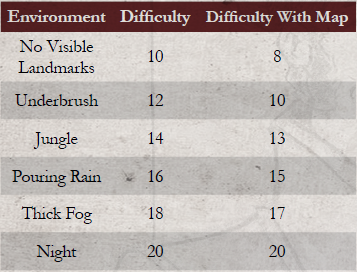 Environment Difficulty Difficulty With Map
No Visible
Landmarks 10 8
Underbrush 12 10
Jungle 14 13
Pouring Rain 16 15
Thick Fog 18 17
Night 20 20